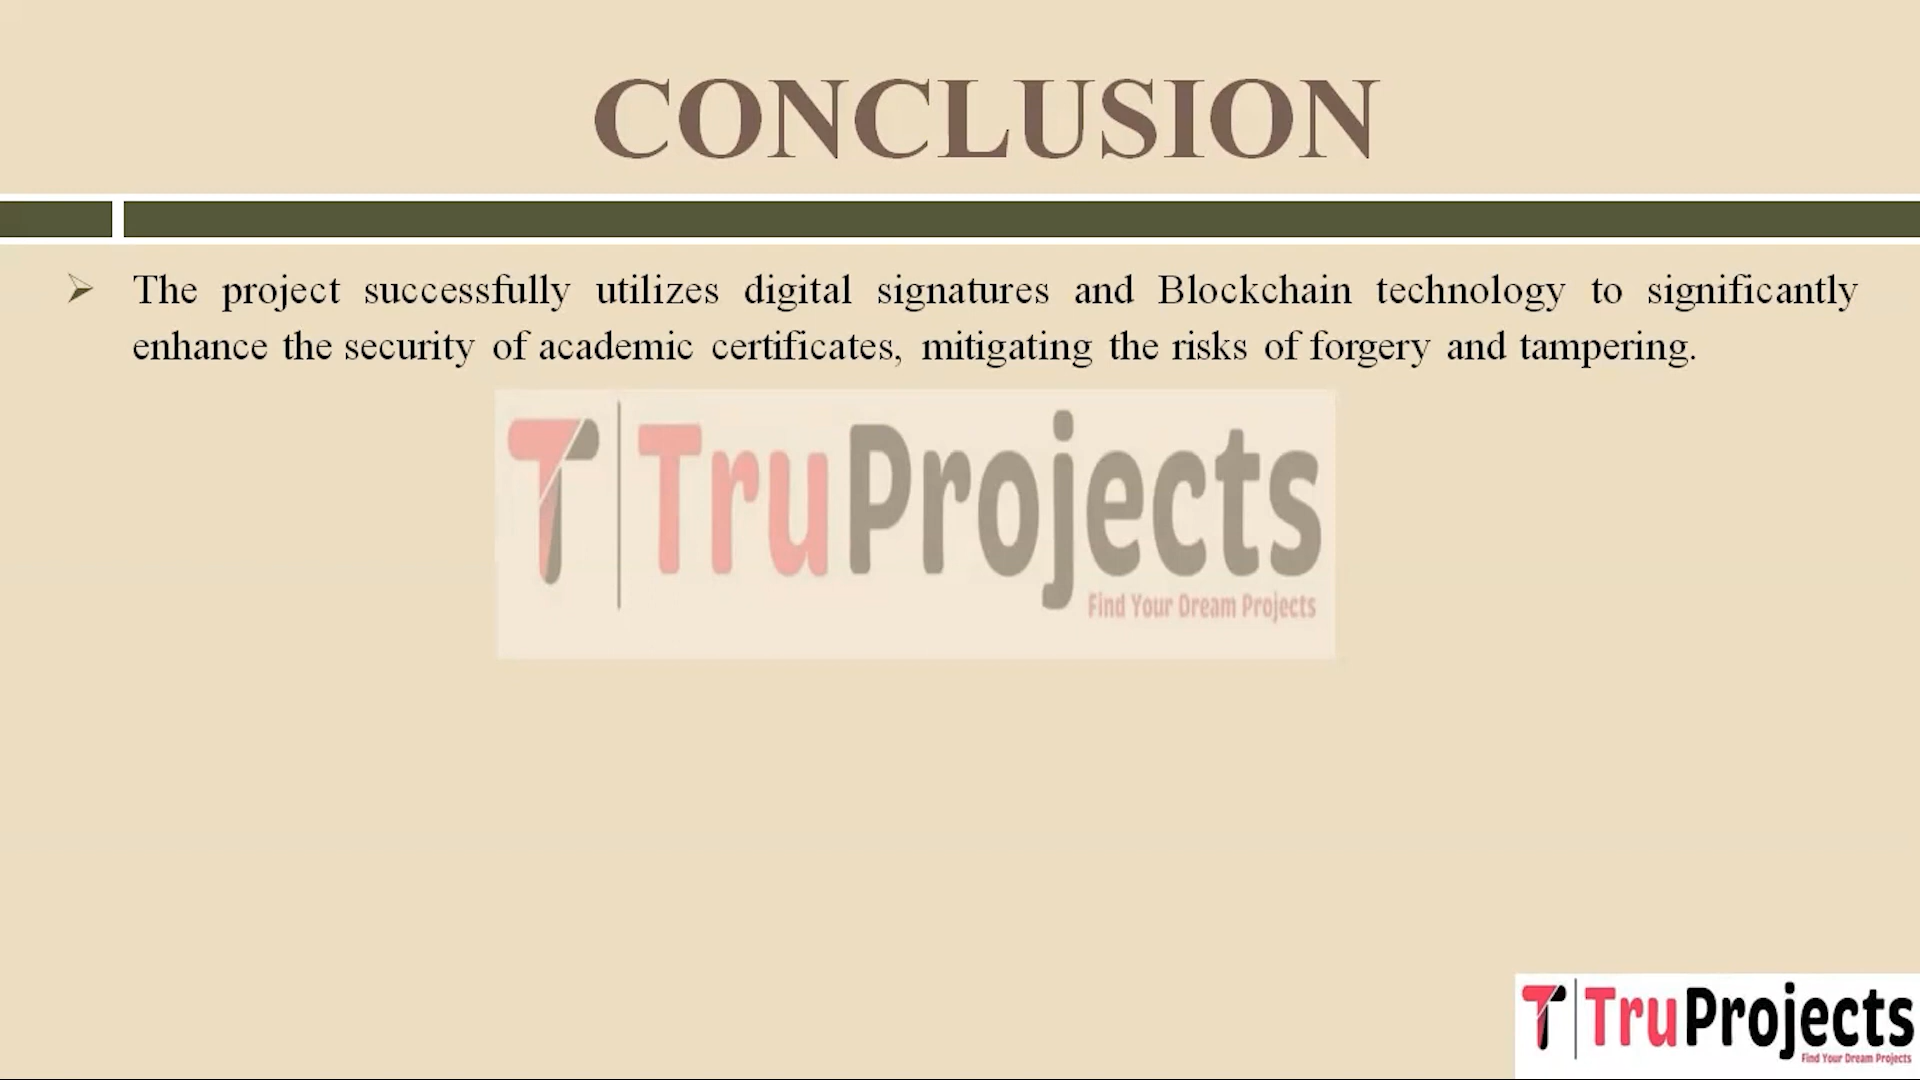 CONCLUSION
➢ The project successfully utilizes digital signatures and Blockchain technology to significantly
enhance the security of academic certificates, mitigating the risks of forgery and tampering.
T | TruProjects
Find Your Dream Projects
T | TruProjects
Find Your Dream Projects